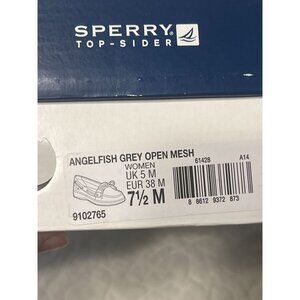 SPERRY®
TOP-SIDER
ANGELFISH GREY OPEN MESH
WOMEN 61428 A14
UK 5 M
EUR 38 M
7½ M
9102765
8 86129 37287 3